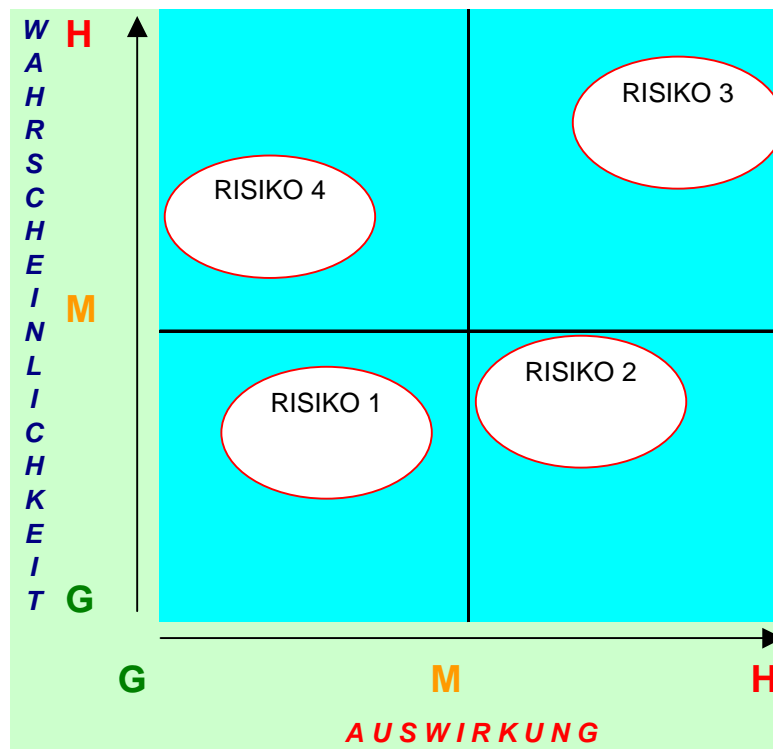 WAHRSCHEINLICHKEIT
H
M
G
RISIKO 3
RISIKO 4
RISIKO 2
RISIKO 1
G M H
AUSWIRKUNG